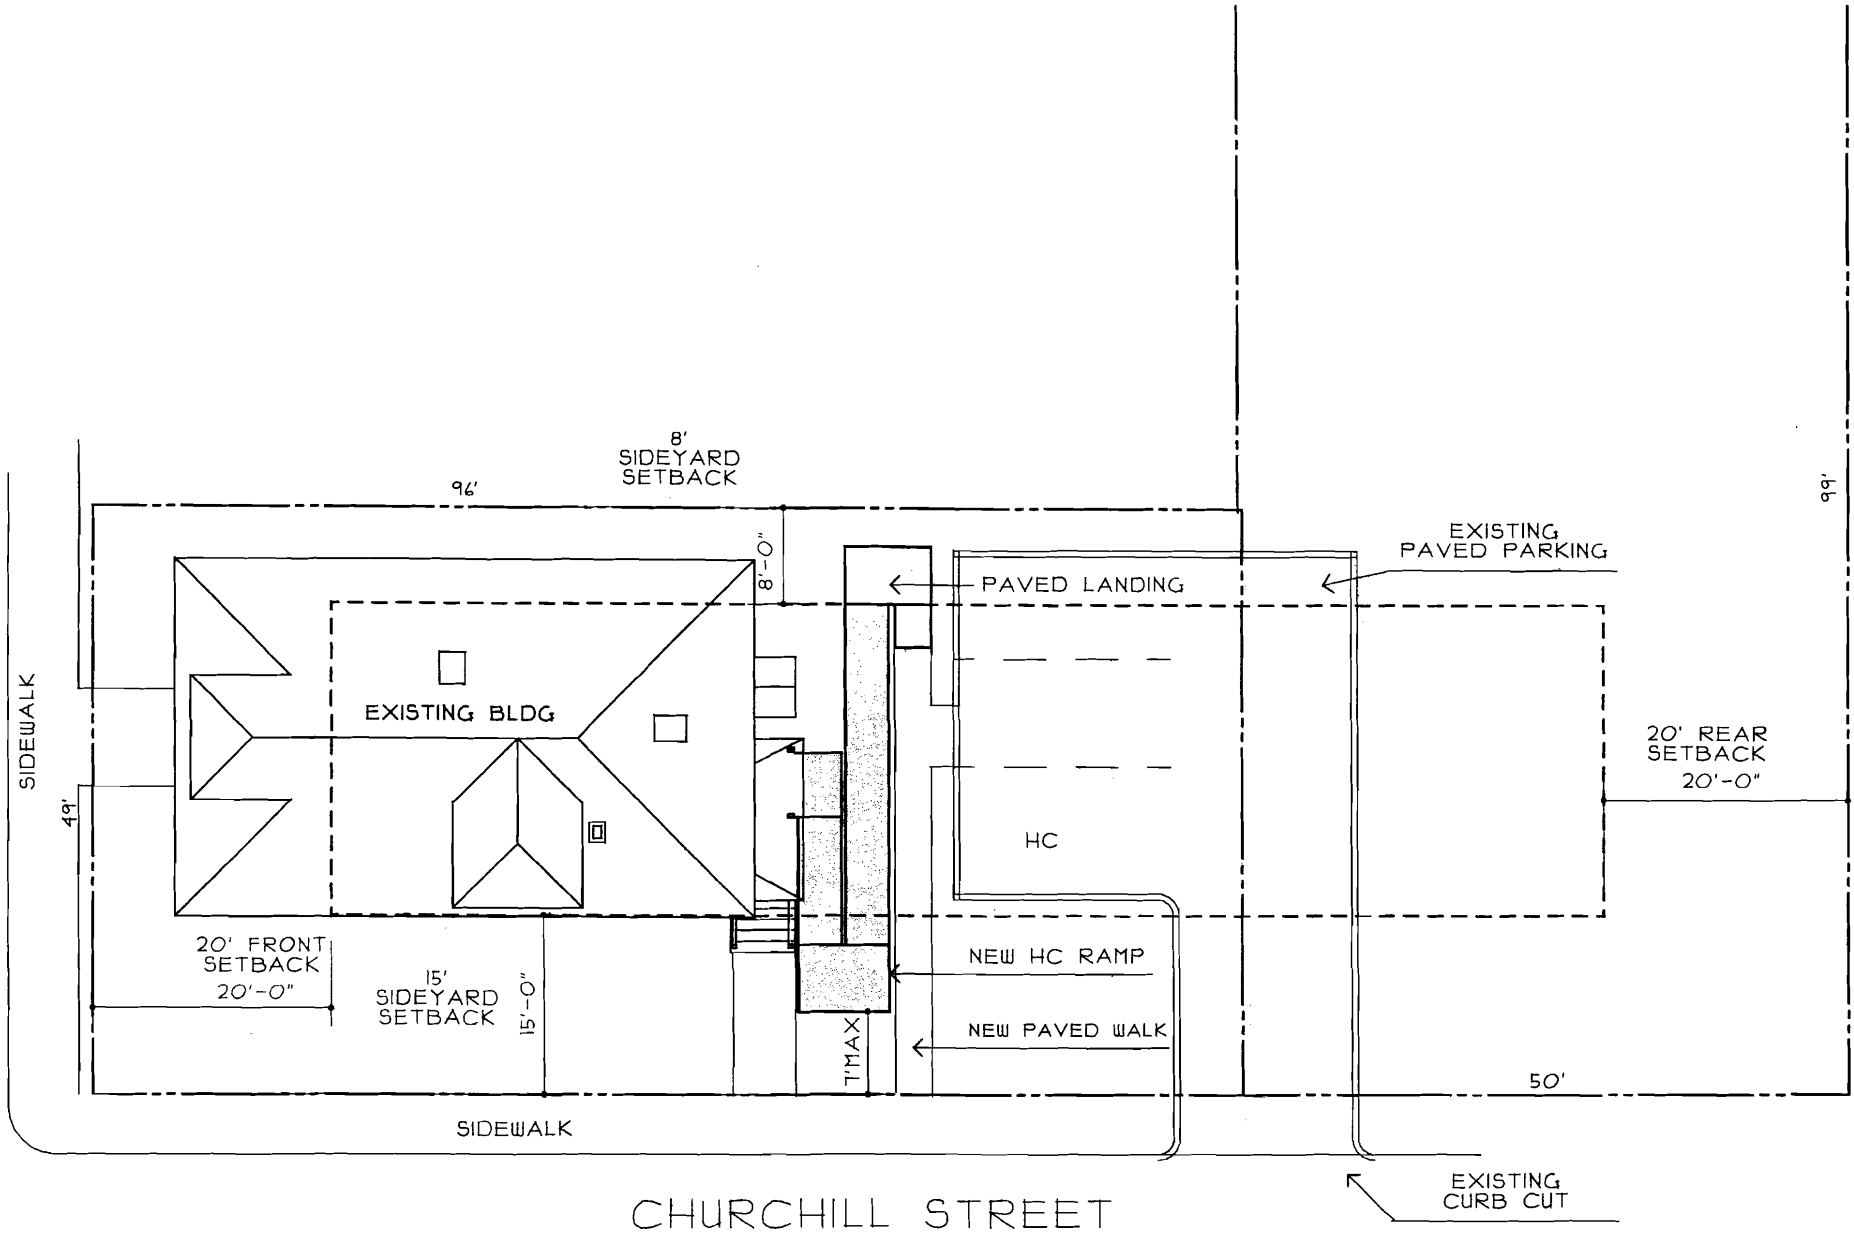 8'
SIDEYARD
SETBACK
96'
99'
8'-0"
EXISTING
PAVED PARKING
PAVED LANDING
SIDEWALK
EXISTING BLDG
20' REAR
SETBACK
20'-0"
49'
HC
20' FRONT
SETBACK
20'-0"
15'
SIDEYARD
SETBACK
15'-0"
NEW HC RAMP
7'MAX
NEW PAVED WALK
50'
SIDEWALK
EXISTING
CURB CUT
CHURCHILL STREET